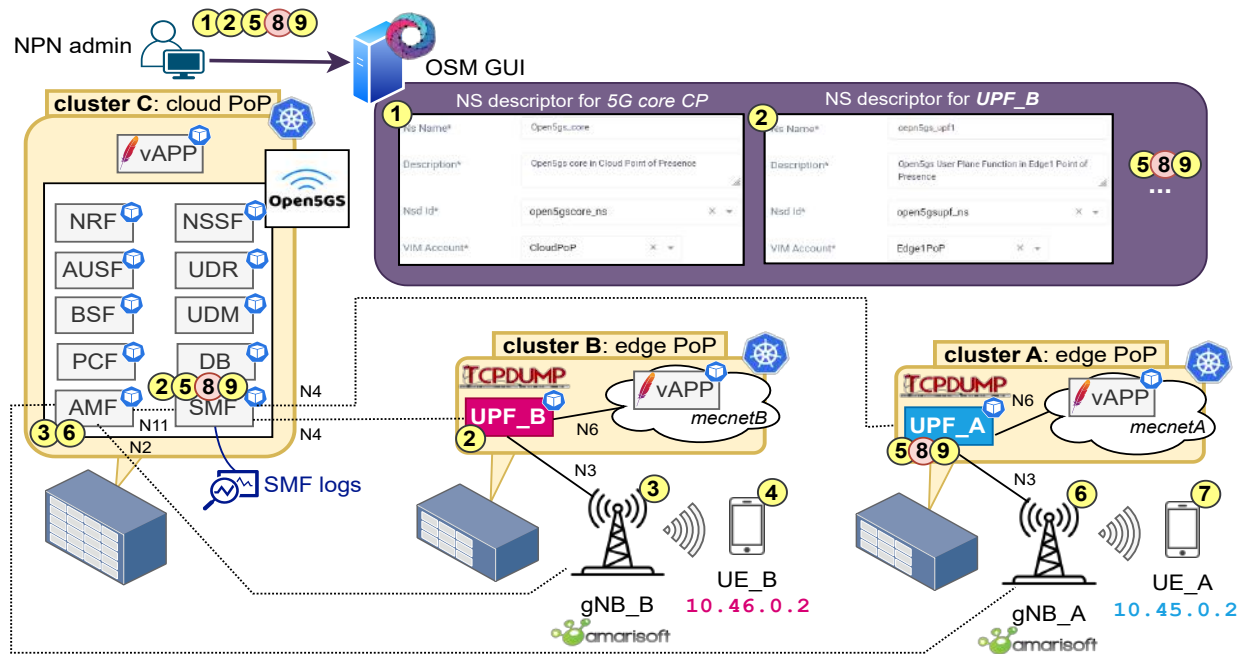 1 2 5 8 9
NPN admin
OSM GUI
cluster C: cloud PoP
vAPP
Open5GS
NRF
NSSF
AUSF
UDR
BSF
UDM
PCF
DB
2 5 8 9
AMF
N11
SMF
3 6
N2
N4
N4
SMF logs
NS descriptor for 5G core CP
1
Ns Name*
Open5gs_core
Description*
Open5gs core in Cloud Point of Presence
Nsd Id*
open5gscore_ns
VIM Account*
CloudPoP
NS descriptor for UPF_B
2
Ns Name*
oepn5gs_upf1
Description*
Open5gs User Plane Function in Edge1 Point of
Presence
Nsd Id*
open5gsupf_ns
VIM Account*
Edge1PoP
5 8 9
...
cluster B: edge PoP
TCPDUMP
UPF_B
2
N6
vAPP
mecnetB
N3
3
4
gNB_B
amarisoft
UE_B
10.46.0.2
cluster A: edge PoP
TCPDUMP
UPF_A
5 8 9
N6
vAPP
mecnetA
N3
6
7
gNB_A
amarisoft
UE_A
10.45.0.2